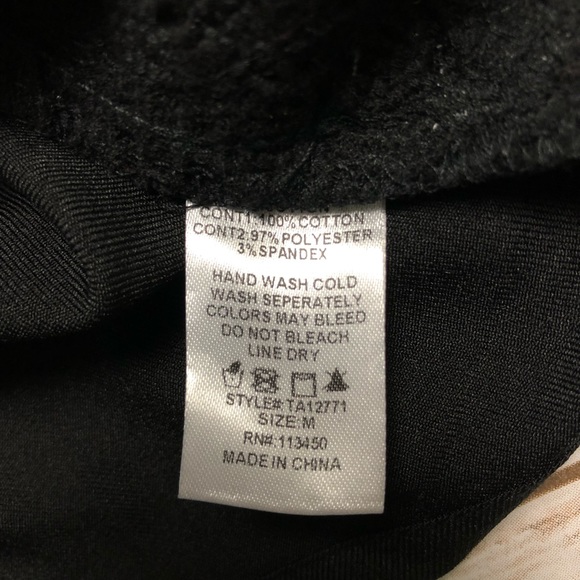 CONT1:100%COTTON
CONT2:97%POLYESTER
3%SPANDEX
HAND WASH COLD
WASH SEPERATELY
COLORS MAY BLEED
DO NOT BLEACH
LINE DRY
STYLE# TA12771
SIZE:M
RN#:113450
MADE IN CHINA